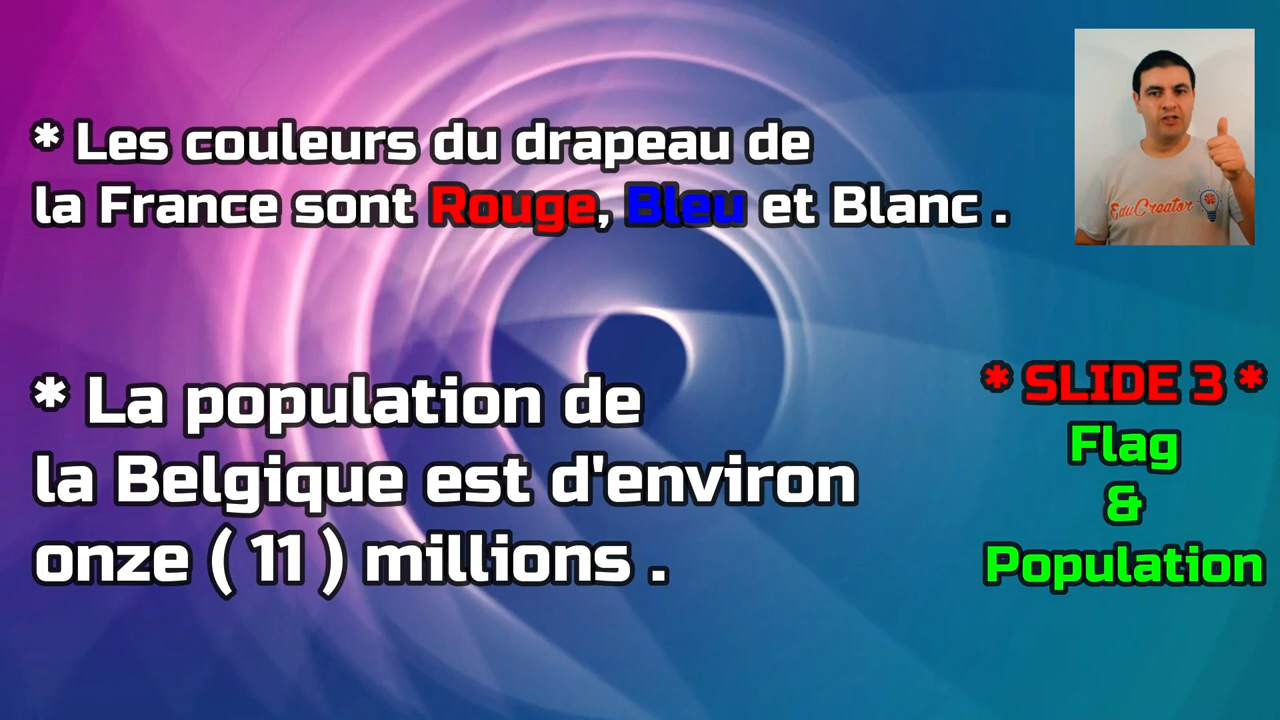 * Les couleurs du drapeau de
la France sont Rouge, Bleu et Blanc .
EduCreator
* La population de
la Belgique est d'environ
onze ( 11 ) millions .
* SLIDE 3 *
Flag
&
Population